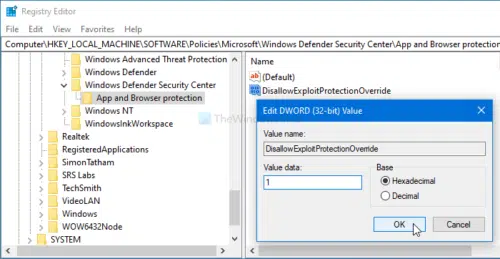 Registry Editor
File Edit View Favorites Help
Computer\HKEY_LOCAL_MACHINE\SOFTWARE\Policies\Microsoft\Windows Defender Security Center\App and Browser protection
Windows Advanced Threat Protection
Windows Defender
Windows Defender Security Center
App and Browser protection
Windows NT
WindowsInkWorkspace
Realtek
RegisteredApplications
SimonTatham
SRS Labs
TechSmith
VideoLAN
Windows
WOW6432Node
SYSTEM
Name
(Default)
DisallowExploitProtectionOverride
Edit DWORD (32-bit) Value
Value name:
DisallowExploitProtectionOverride
Value data:
1
Base
Hexadecimal
Decimal
OK
Cancel